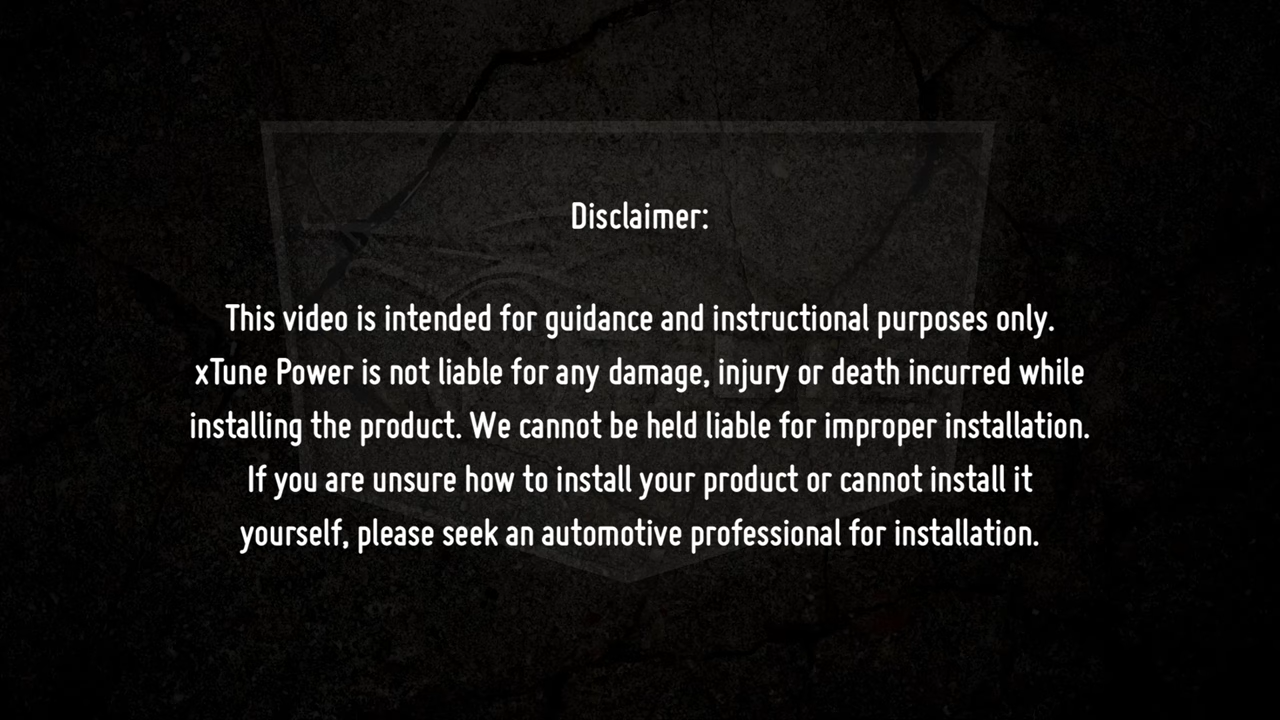 Disclaimer:
This video is intended for guidance and instructional purposes only.
xTune Power is not liable for any damage, injury or death incurred while
installing the product. We cannot be held liable for improper installation.
If you are unsure how to install your product or cannot install it
yourself, please seek an automotive professional for installation.